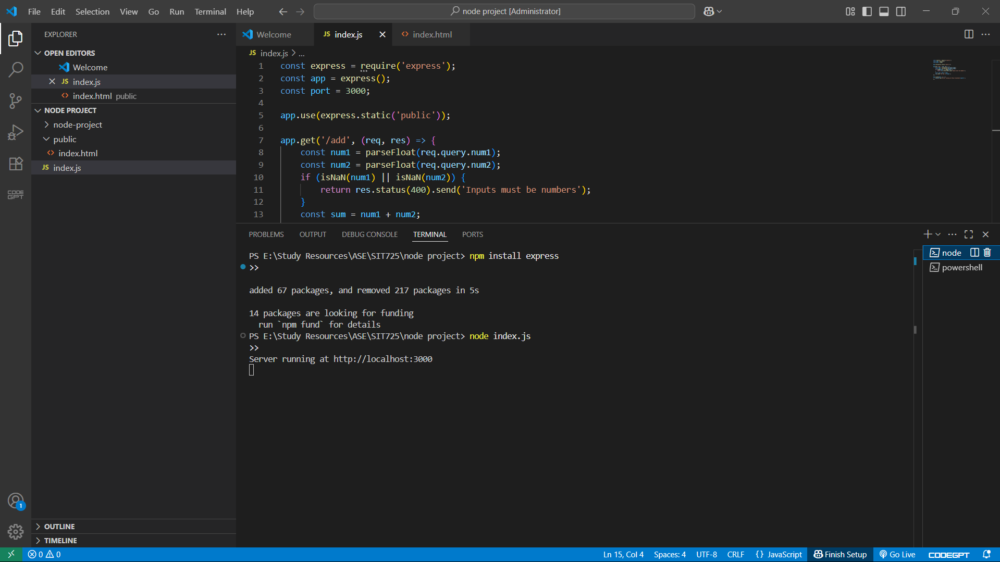 File Edit Selection View Go Run Terminal Help
node project [Administrator]
EXPLORER
OPEN EDITORS
Welcome
JS index.js
index.html public
NODE PROJECT
node-project
public
index.html
JS index.js
CODE
GPT
1
OUTLINE
TIMELINE
Welcome
JS index.js
index.html
JS index.js > ...
1 const express = require('express');
2 const app = express();
3 const port = 3000;
4
5 app.use(express.static('public'));
6
7 app.get('/add', (req, res) => {
8 const num1 = parseFloat(req.query.num1);
9 const num2 = parseFloat(req.query.num2);
10 if (isNaN(num1) || isNaN(num2)) {
11 return res.status(400).send('Inputs must be numbers');
12 }
13 const sum = num1 + num2;
PROBLEMS OUTPUT DEBUG CONSOLE TERMINAL PORTS
PS E:\Study Resources\ASE\SIT725\node project> npm install express
>>
added 67 packages, and removed 217 packages in 5s
14 packages are looking for funding
run `npm fund` for details
PS E:\Study Resources\ASE\SIT725\node project> node index.js
>>
Server running at http://localhost:3000
node
powershell
0 0
Ln 15, Col 4 Spaces: 4 UTF-8 CRLF {} JavaScript Finish Setup Go Live CODEGPT